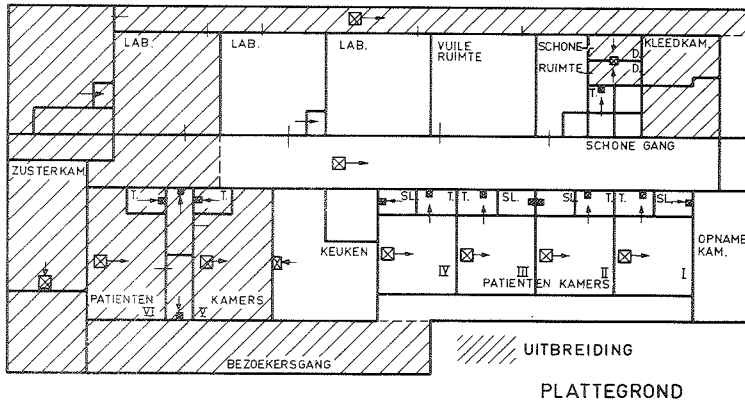 LAB. LAB. LAB. VUILE SCHONE D. KLEEDKAM.
RUIMTE RUIMTE D.
T.
SCHONE GANG
ZUSTERKAM.
T. T. SL. T. T. SL. SL. T. T. SL.
KEUKEN OPNAME
KAM.
IV III II I
PATIENTEN KAMERS
PATIENTEN KAMERS
VI V
BEZOEKERSGANG
UITBREIDING
PLATTEGROND